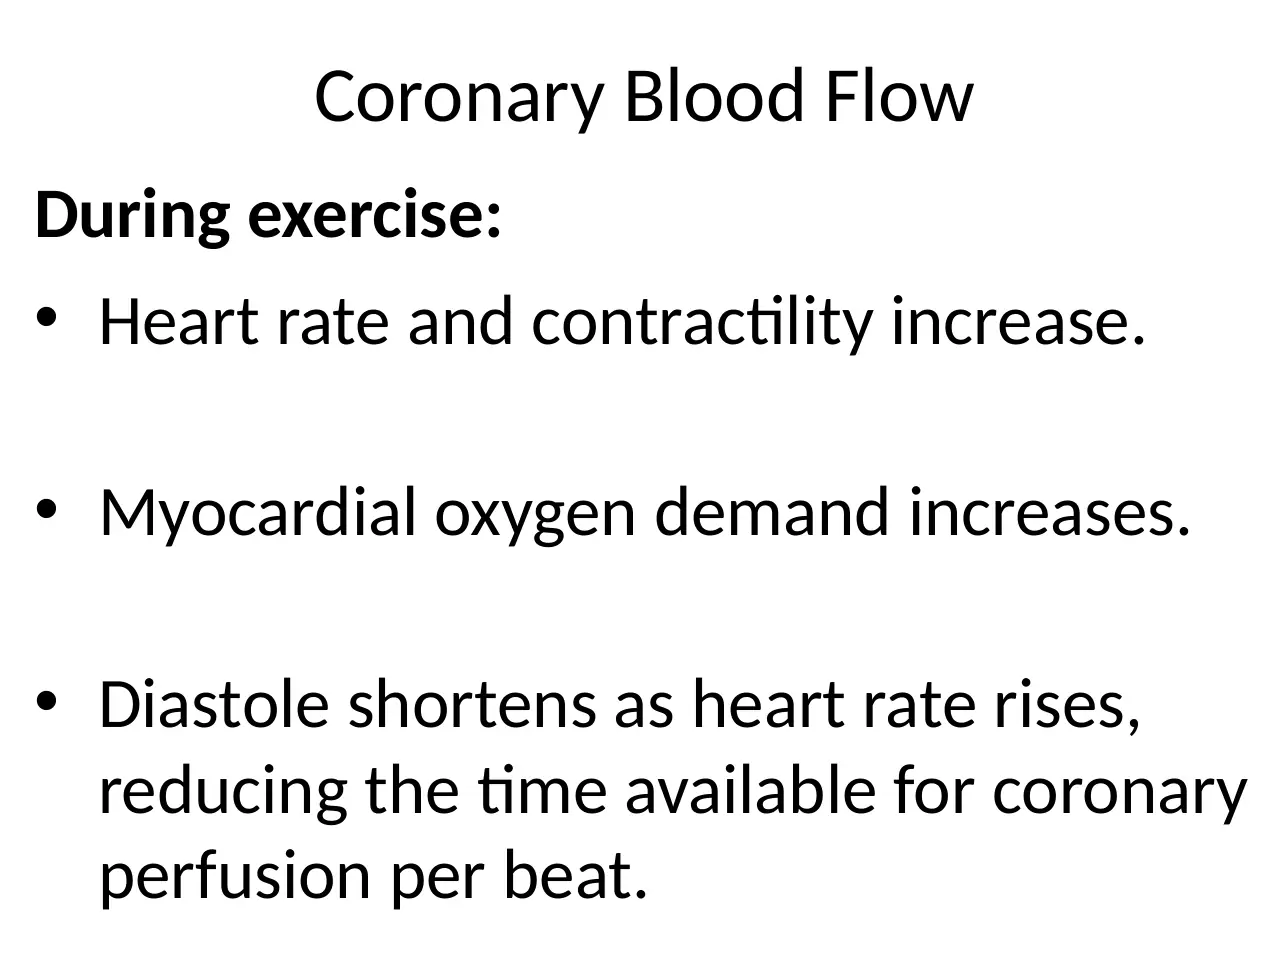 Coronary Blood Flow
During exercise:
• Heart rate and contractility increase.
• Myocardial oxygen demand increases.
• Diastole shortens as heart rate rises,
reducing the time available for coronary
perfusion per beat.